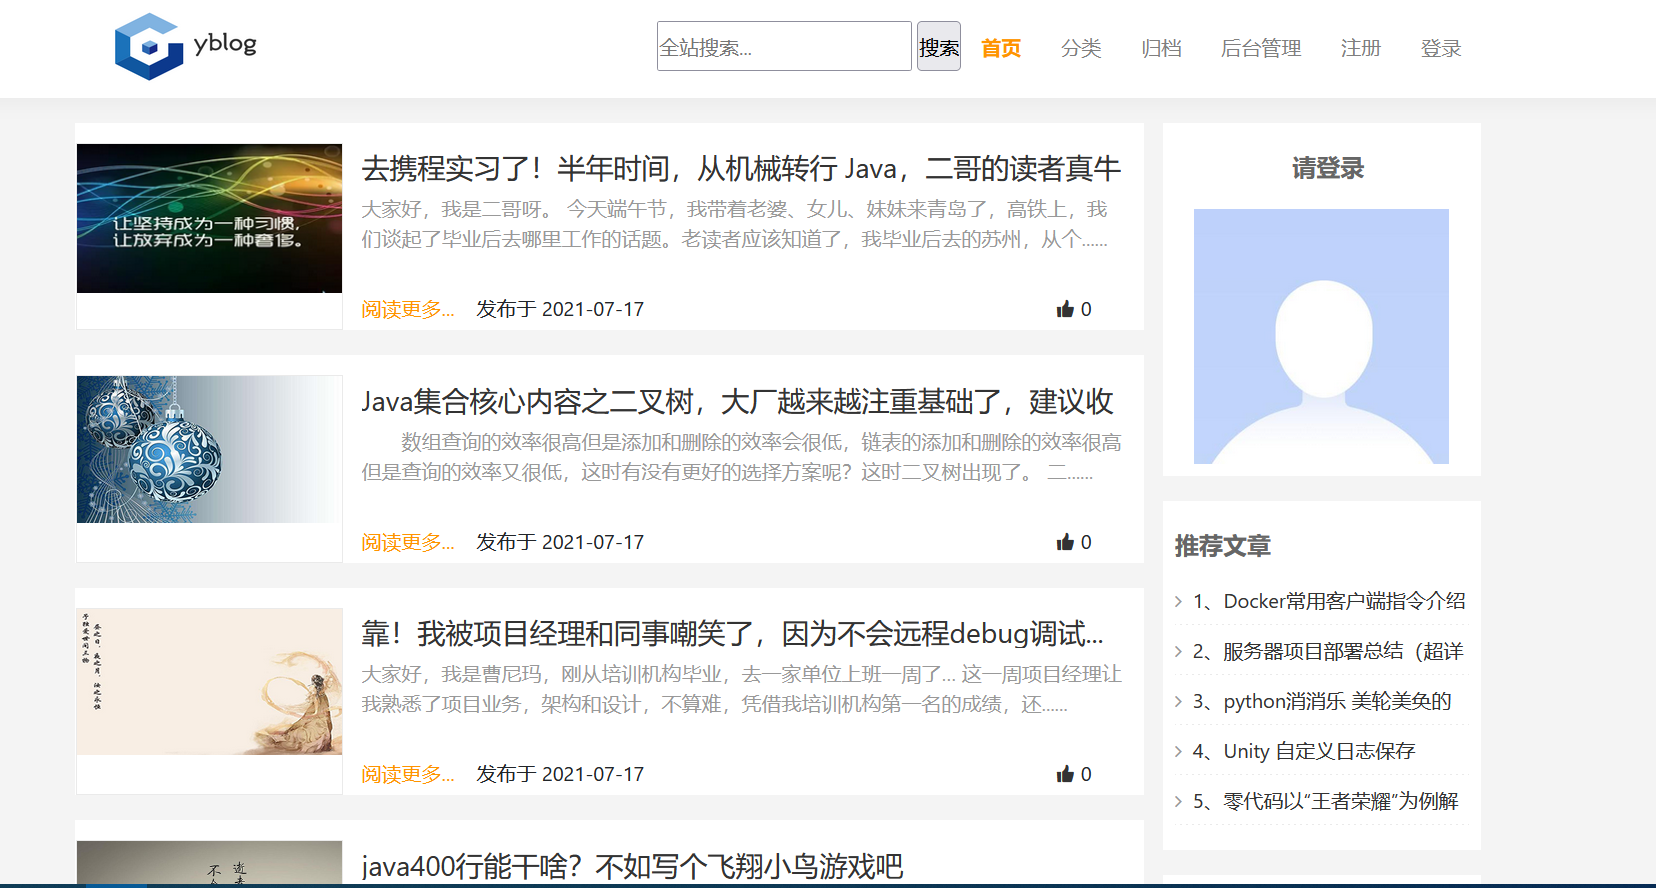 yblog
全站搜索...
搜索
首页
分类
归档
后台管理
注册
登录
让坚持成为一种习惯，
让放弃成为一种奢侈。
去携程实习了！半年时间，从机械转行 Java，二哥的读者真牛
大家好，我是二哥呀。 今天端午节，我带着老婆、女儿、妹妹来青岛了，高铁上，我
们谈起了毕业后去哪里工作的话题。老读者应该知道了，我毕业后去的苏州，从个......
阅读更多... 发布于 2021-07-17 0
Java集合核心内容之二叉树，大厂越来越注重基础了，建议收
数组查询的效率很高但是添加和删除的效率会很低，链表的添加和删除的效率很高
但是查询的效率又很低，这时有没有更好的选择方案呢？这时二叉树出现了。 二......
阅读更多... 发布于 2021-07-17 0
予独爱世间三物
昼之日，夜之月，汝之永恒
靠！我被项目经理和同事嘲笑了，因为不会远程debug调试...
大家好，我是曹尼玛，刚从培训机构毕业，去一家单位上班一周了... 这一周项目经理让
我熟悉了项目业务，架构和设计，不算难，凭借我培训机构第一名的成绩，还......
阅读更多... 发布于 2021-07-17 0
java400行能干啥？不如写个飞翔小鸟游戏吧
请登录
推荐文章
1、Docker常用客户端指令介绍
2、服务器项目部署总结（超详
3、python消消乐 美轮美奂的
4、Unity 自定义日志保存
5、零代码以“王者荣耀”为例解